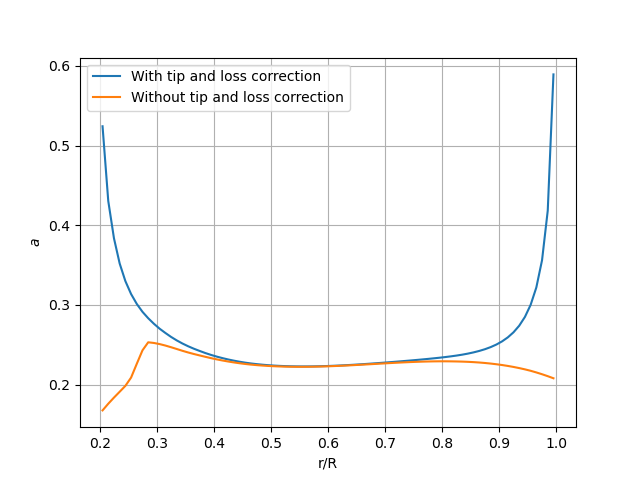 With tip and loss correction
Without tip and loss correction
0.6
0.5
0.4
0.3
0.2
a
0.2 0.3 0.4 0.5 0.6 0.7 0.8 0.9 1.0
r/R